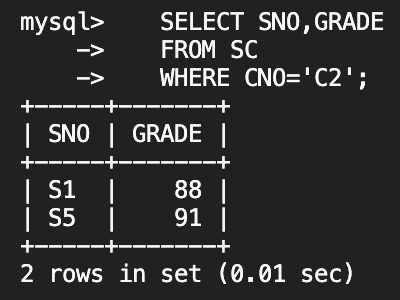 mysql>    SELECT SNO,GRADE
    ->    FROM SC
    ->    WHERE CNO='C2';
+-----+-------+
| SNO | GRADE |
+-----+-------+
| S1  |    88 |
| S5  |    91 |
+-----+-------+
2 rows in set (0.01 sec)